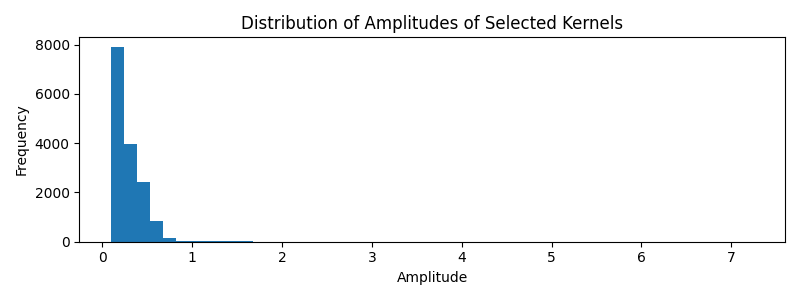 Distribution of Amplitudes of Selected Kernels
8000
6000
4000
2000
0
Frequency
0 1 2 3 4 5 6 7
Amplitude